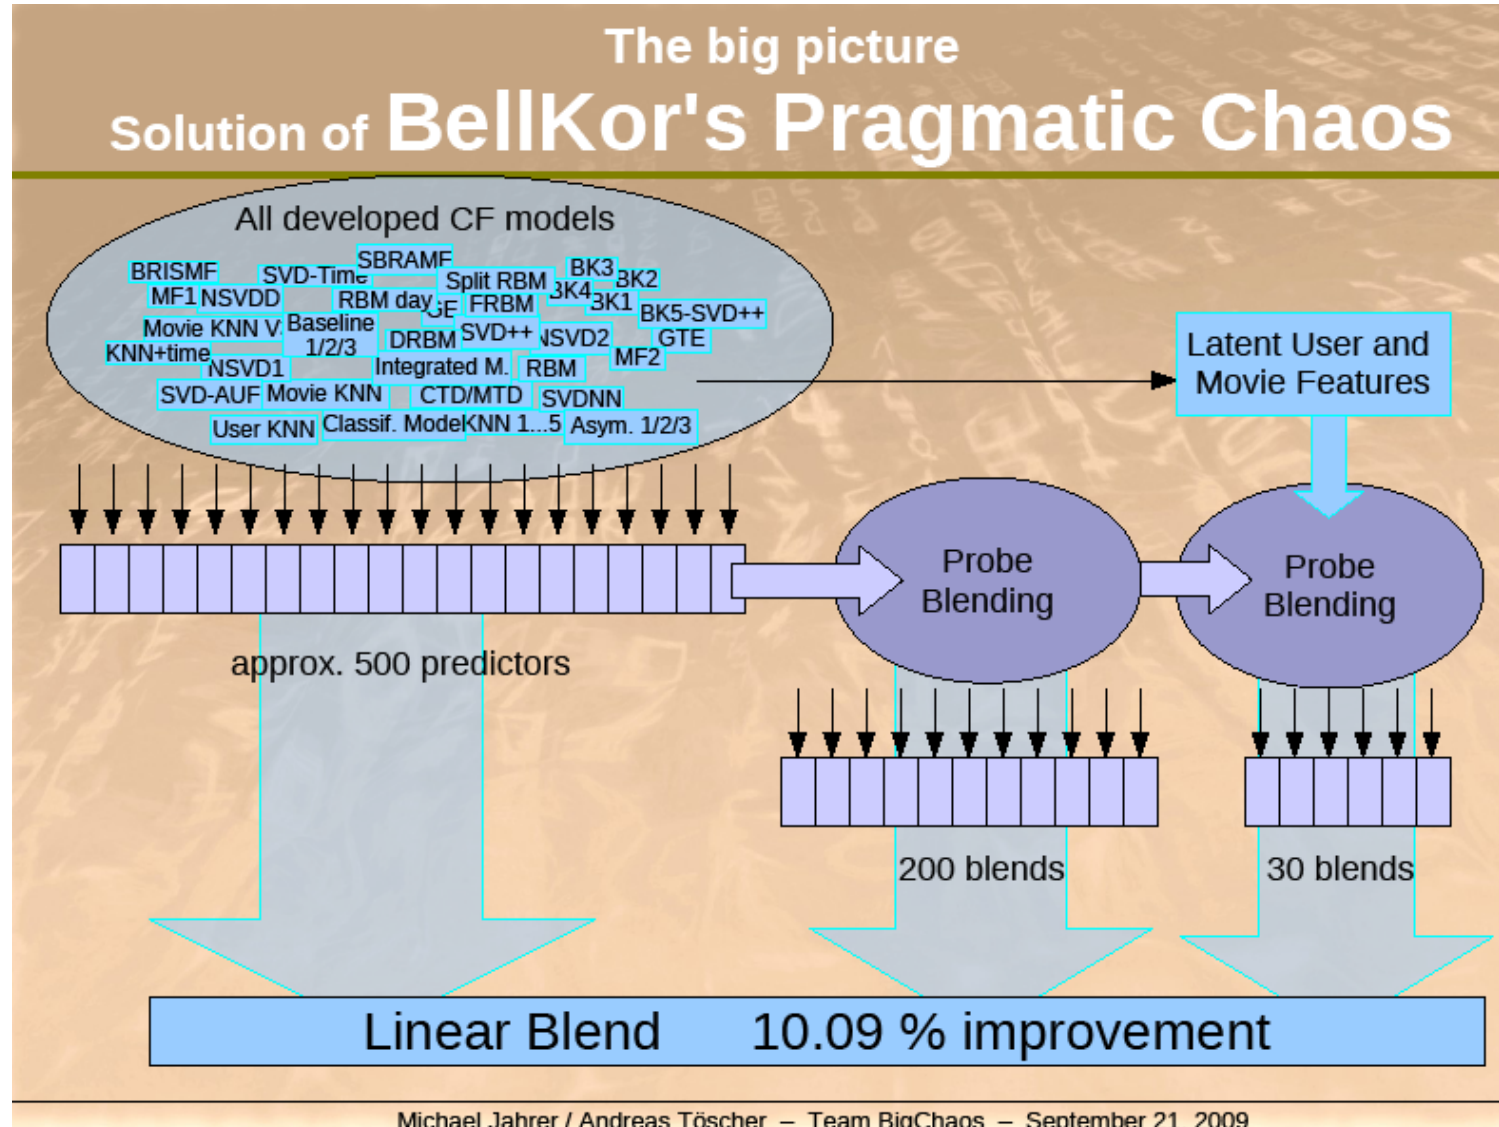 The big picture
Solution of BellKor's Pragmatic Chaos
All developed CF models
SBRAMF
BRISMF
SVD-Time
Split RBM
BK3
BK2
MF1
NSVDD
RBM day
FRBM
BK4
BK1
BK5-SVD++
Movie KNN V
Baseline
1/2/3
DRBM
SVD++
NSVD2
GTE
KNN+time
NSVD1
Integrated M.
RBM
MF2
SVD-AUF
Movie KNN
CTD/MTD
SVDNN
User KNN
Classif. Model
KNN 1...5
Asym. 1/2/3
Latent User and
Movie Features
Probe
Blending
Probe
Blending
approx. 500 predictors
200 blends
30 blends
Linear Blend 10.09 % improvement
Michael Jahrer / Andreas Töscher – Team BigChaos – September 21, 2009